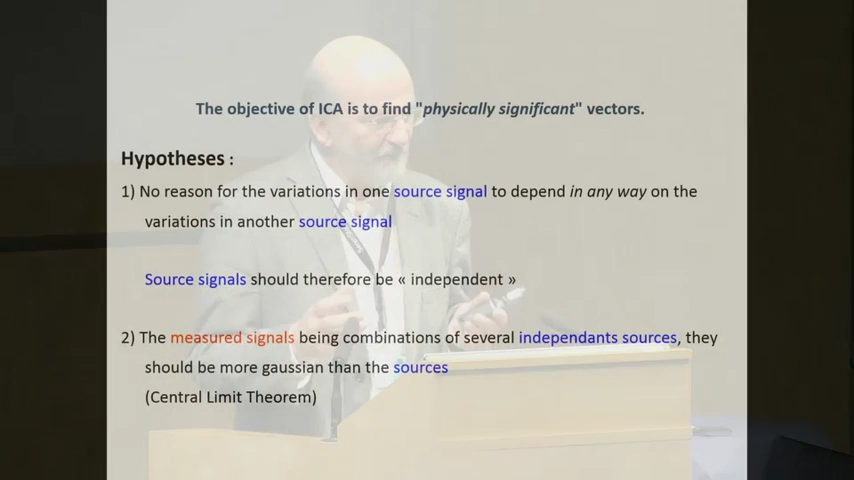 The objective of ICA is to find "physically significant" vectors.
Hypotheses :
1) No reason for the variations in one source signal to depend in any way on the
variations in another source signal
Source signals should therefore be « independent »
2) The measured signals being combinations of several independants sources, they
should be more gaussian than the sources
(Central Limit Theorem)